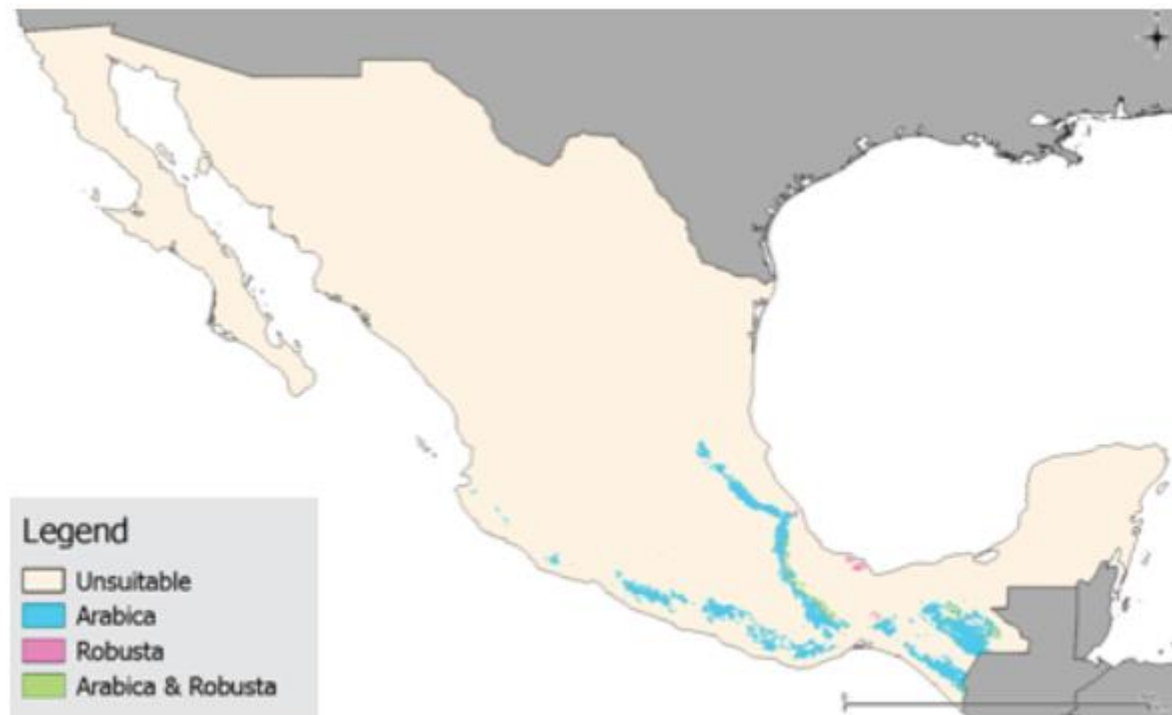 Legend
Unsuitable
Arabica
Robusta
Arabica & Robusta